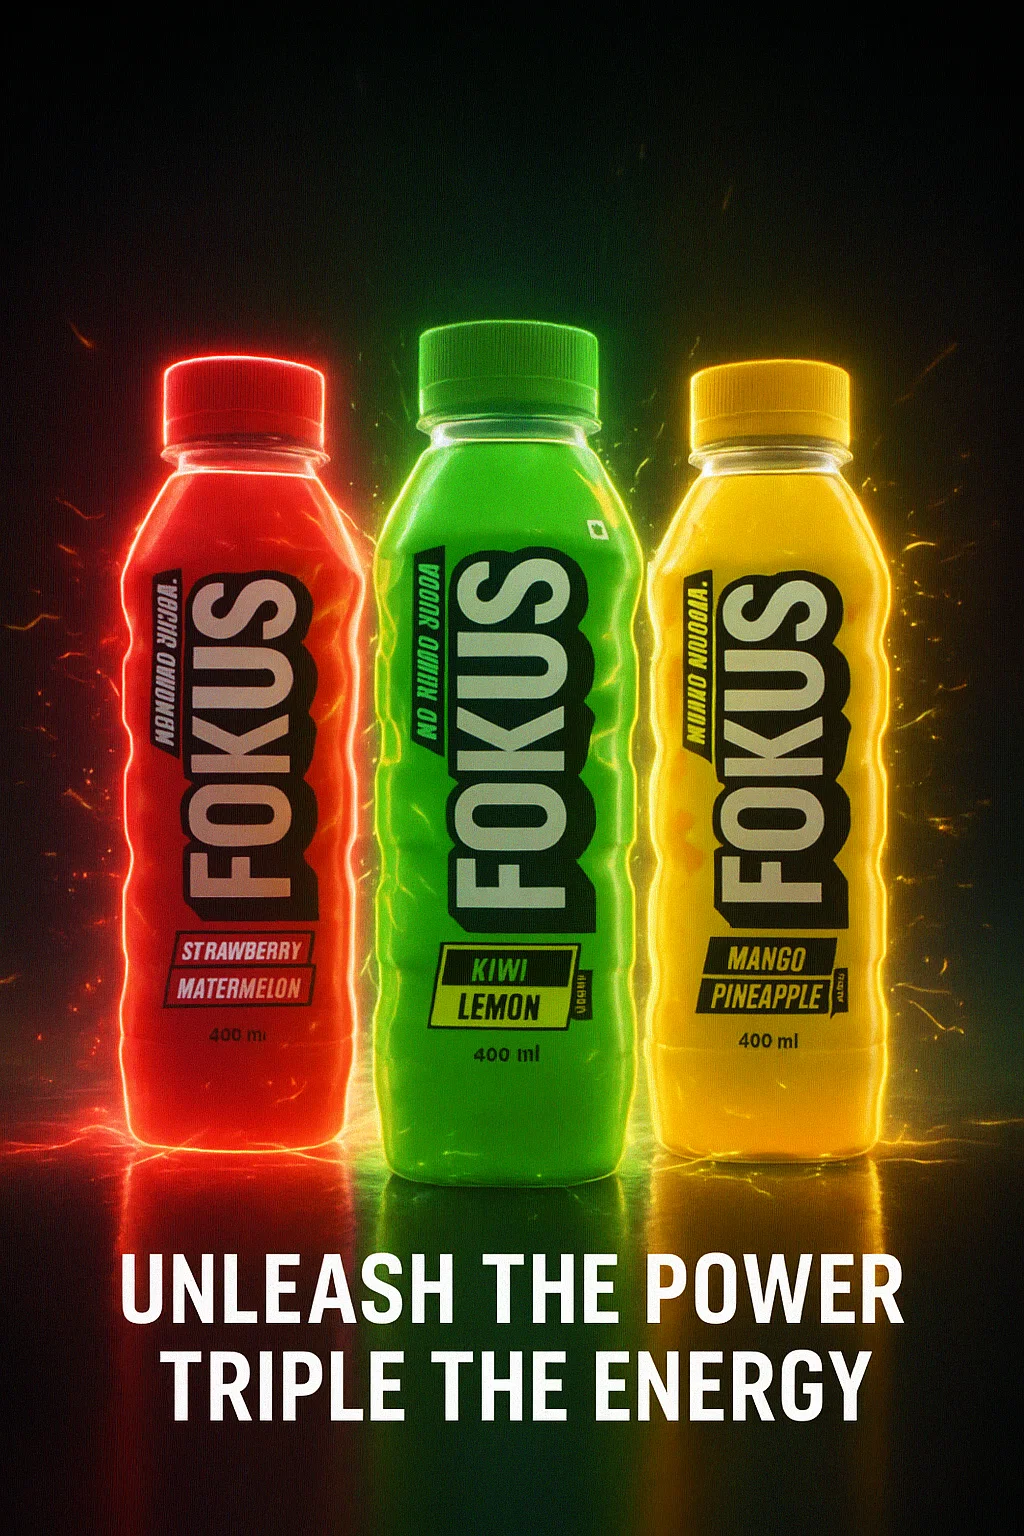 FOKUS
STRAWBERRY
WATERMELON
400 ml
FOKUS
KIWI
LEMON
400 ml
FOKUS
MANGO
PINEAPPLE
400 ml
UNLEASH THE POWER
TRIPLE THE ENERGY